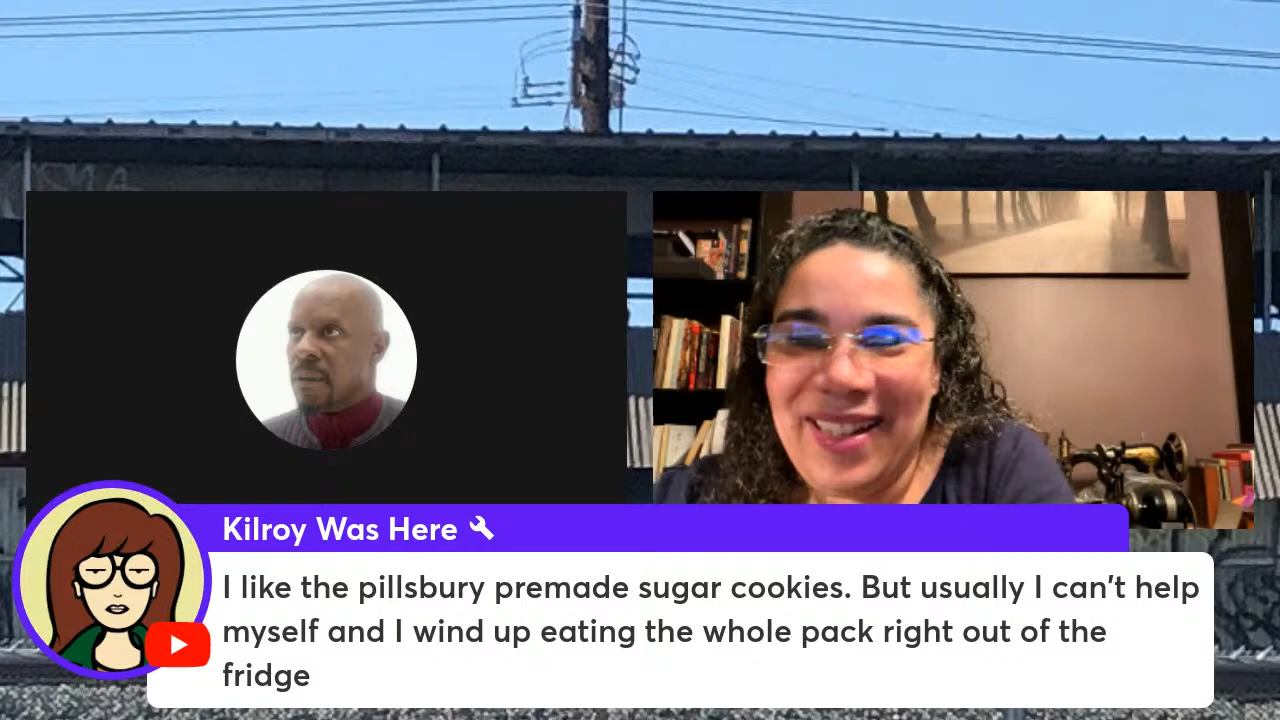 Kilroy Was Here
I like the pillsbury premade sugar cookies. But usually I can't help
myself and I wind up eating the whole pack right out of the
fridge